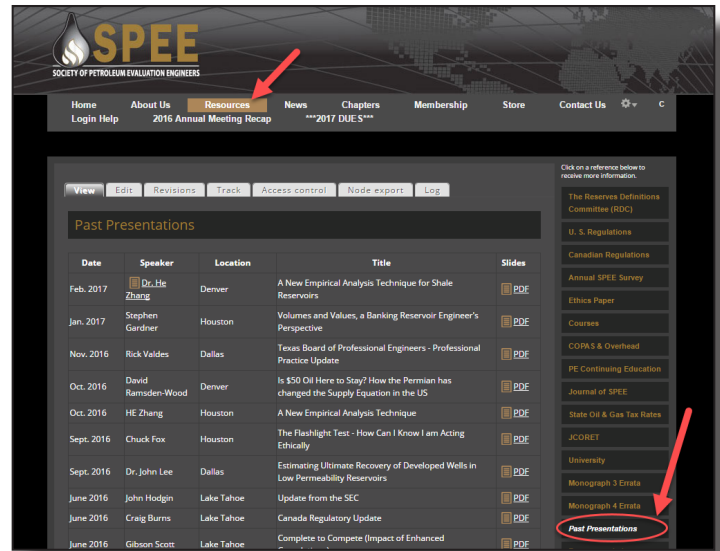 SPEE
SOCIETY OF PETROLEUM EVALUATION ENGINEERS
Home About Us Resources News Chapters Membership Store Contact Us C
Login Help 2016 Annual Meeting Recap ***2017 DUES***
View Edit Revisions Track Access control Node export Log
Past Presentations
Date Speaker Location Title Slides
Feb. 2017 Dr. He Zhang Denver A New Empirical Analysis Technique for Shale Reservoirs PDF
Jan. 2017 Stephen Gardner Houston Volumes and Values, a Banking Reservoir Engineer's Perspective PDF
Nov. 2016 Rick Valdes Dallas Texas Board of Professional Engineers - Professional Practice Update PDF
Oct. 2016 David Ramsden-Wood Denver Is $50 Oil Here to Stay? How the Permian has changed the Supply Equation in the US PDF
Oct. 2016 HE Zhang Houston A New Empirical Analysis Technique PDF
Sept. 2016 Chuck Fox Houston The Flashlight Test - How Can I Know I am Acting Ethically PDF
Sept. 2016 Dr. John Lee Dallas Estimating Ultimate Recovery of Developed Wells in Low Permeability Reservoirs PDF
June 2016 John Hodgin Lake Tahoe Update from the SEC PDF
June 2016 Craig Burns Lake Tahoe Canada Regulatory Update PDF
June 2016 Gibson Scott Lake Tahoe Complete to Compete (Impact of Enhanced PDF
Click on a reference below to
receive more information.
The Reserves Definitions
Committee (RDC)
U. S. Regulations
Canadian Regulations
Annual SPEE Survey
Ethics Paper
Courses
COPAS & Overhead
PE Continuing Education
Journal of SPEE
State Oil & Gas Tax Rates
JCORET
University
Monograph 3 Errata
Monograph 4 Errata
Past Presentations